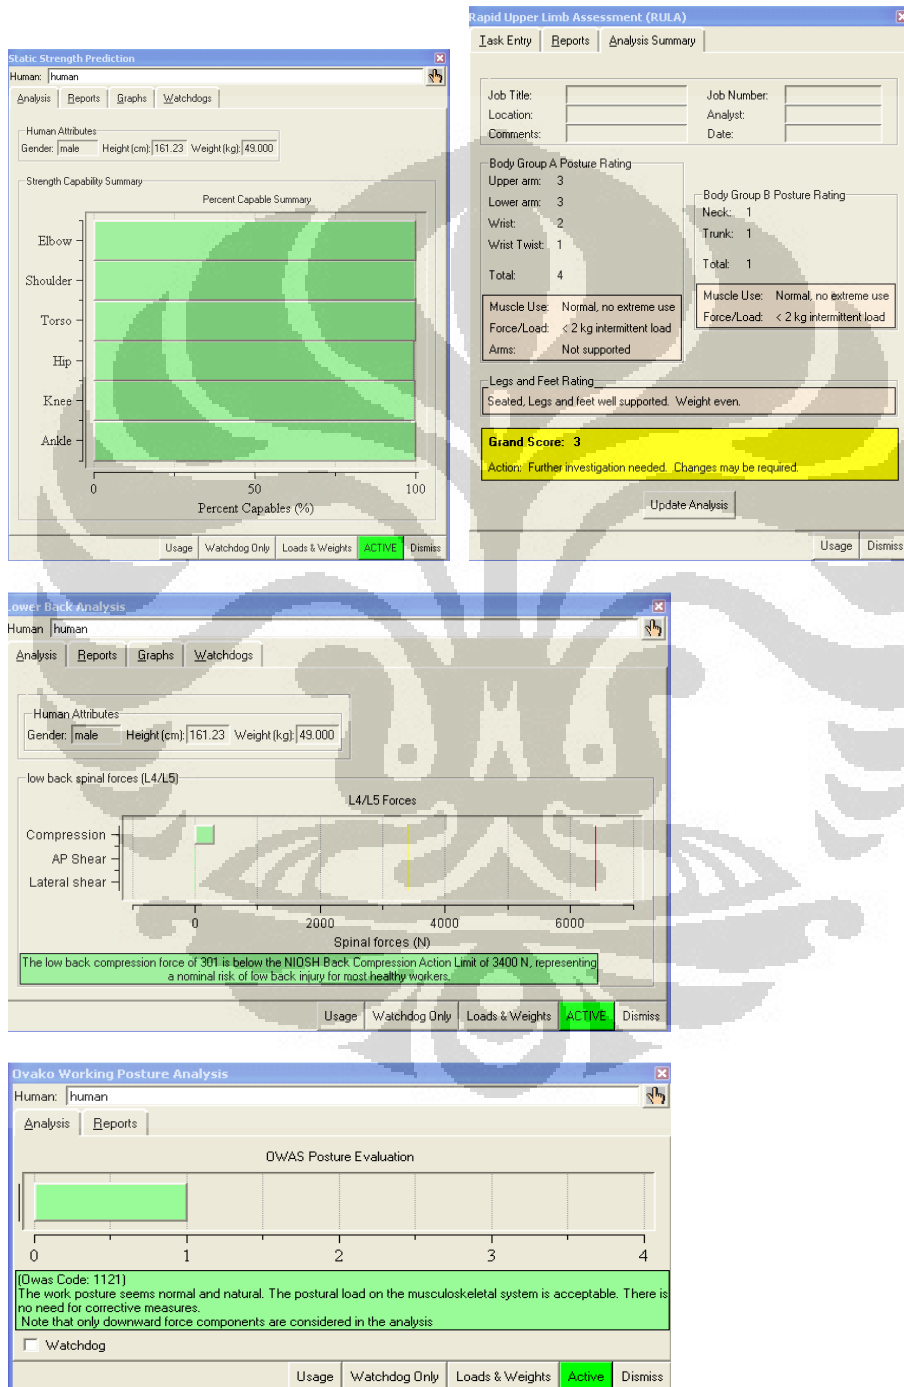 Static Strength Prediction
Human: human
Analysis Reports Graphs Watchdogs
Human Attributes
Gender: male Height (cm): 161.23 Weight (kg): 49.000
Strength Capability Summary
Percent Capable Summary
Elbow
Shoulder
Torso
Hip
Knee
Ankle
0 50 100
Percent Capables (%)
Usage Watchdog Only Loads & Weights ACTIVE Dismiss
Rapid Upper Limb Assessment (RULA)
Task Entry Reports Analysis Summary
Job Title: Job Number:
Location: Analyst:
Comments: Date:
Body Group A Posture Rating
Upper arm: 3
Lower arm: 3
Wrist: 2
Wrist Twist: 1
Total: 4
Muscle Use: Normal, no extreme use
Force/Load: < 2 kg intermittent load
Arms: Not supported
Body Group B Posture Rating
Neck: 1
Trunk: 1
Total: 1
Muscle Use: Normal, no extreme use
Force/Load: < 2 kg intermittent load
Legs and Feet Rating
Seated, Legs and feet well supported. Weight even.
Grand Score: 3
Action: Further investigation needed. Changes may be required.
Update Analysis
Usage Dismiss
Lower Back Analysis
Human human
Analysis Reports Graphs Watchdogs
Human Attributes
Gender: male Height (cm): 161.23 Weight (kg): 49.000
low back spinal forces (L4/L5)
L4/L5 Forces
Compression
AP Shear
Lateral shear
0 2000 4000 6000
Spinal forces (N)
The low back compression force of 301 is below the NIOSH Back Compression Action Limit of 3400 N, representing
a nominal risk of low back injury for most healthy workers.
Usage Watchdog Only Loads & Weights ACTIVE Dismiss
Ovako Working Posture Analysis
Human: human
Analysis Reports
OWAS Posture Evaluation
0 1 2 3 4
(Owas Code: 1121)
The work posture seems normal and natural. The postural load on the musculoskeletal system is acceptable. There is
no need for corrective measures.
Note that only downward force components are considered in the analysis
Watchdog
Usage Watchdog Only Loads & Weights Active Dismiss